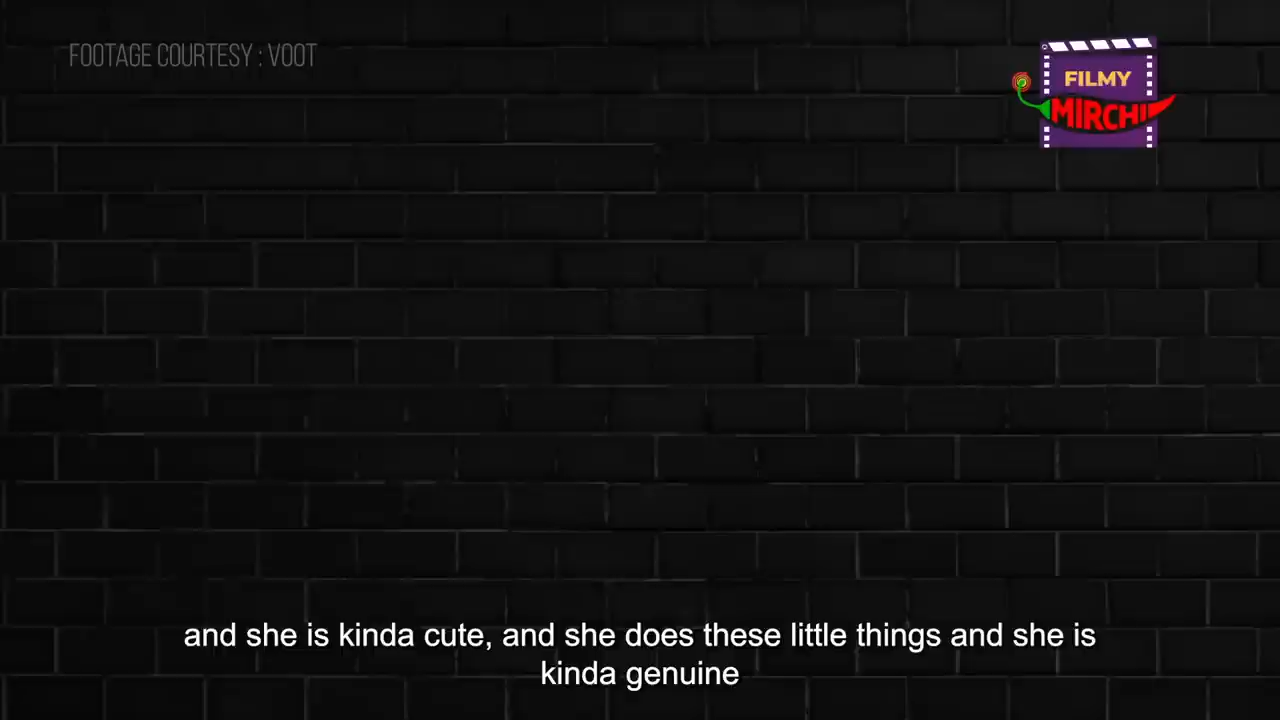 FOOTAGE COURTESY : VOOT
FILMY
MIRCHI
and she is kinda cute, and she does these little things and she is
kinda genuine